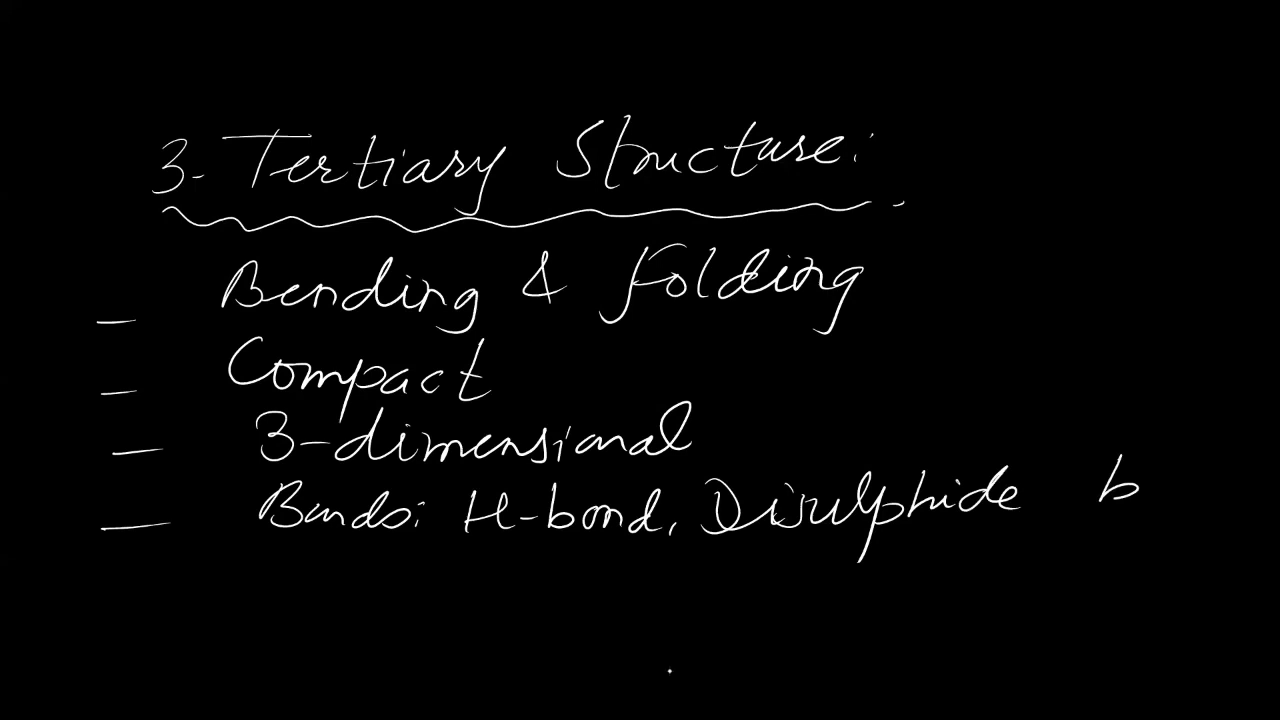 3. Tertiary Structure:
- Bending & Folding
- Compact
- 3-dimensional
- Bonds: H-bond, Disulphide b